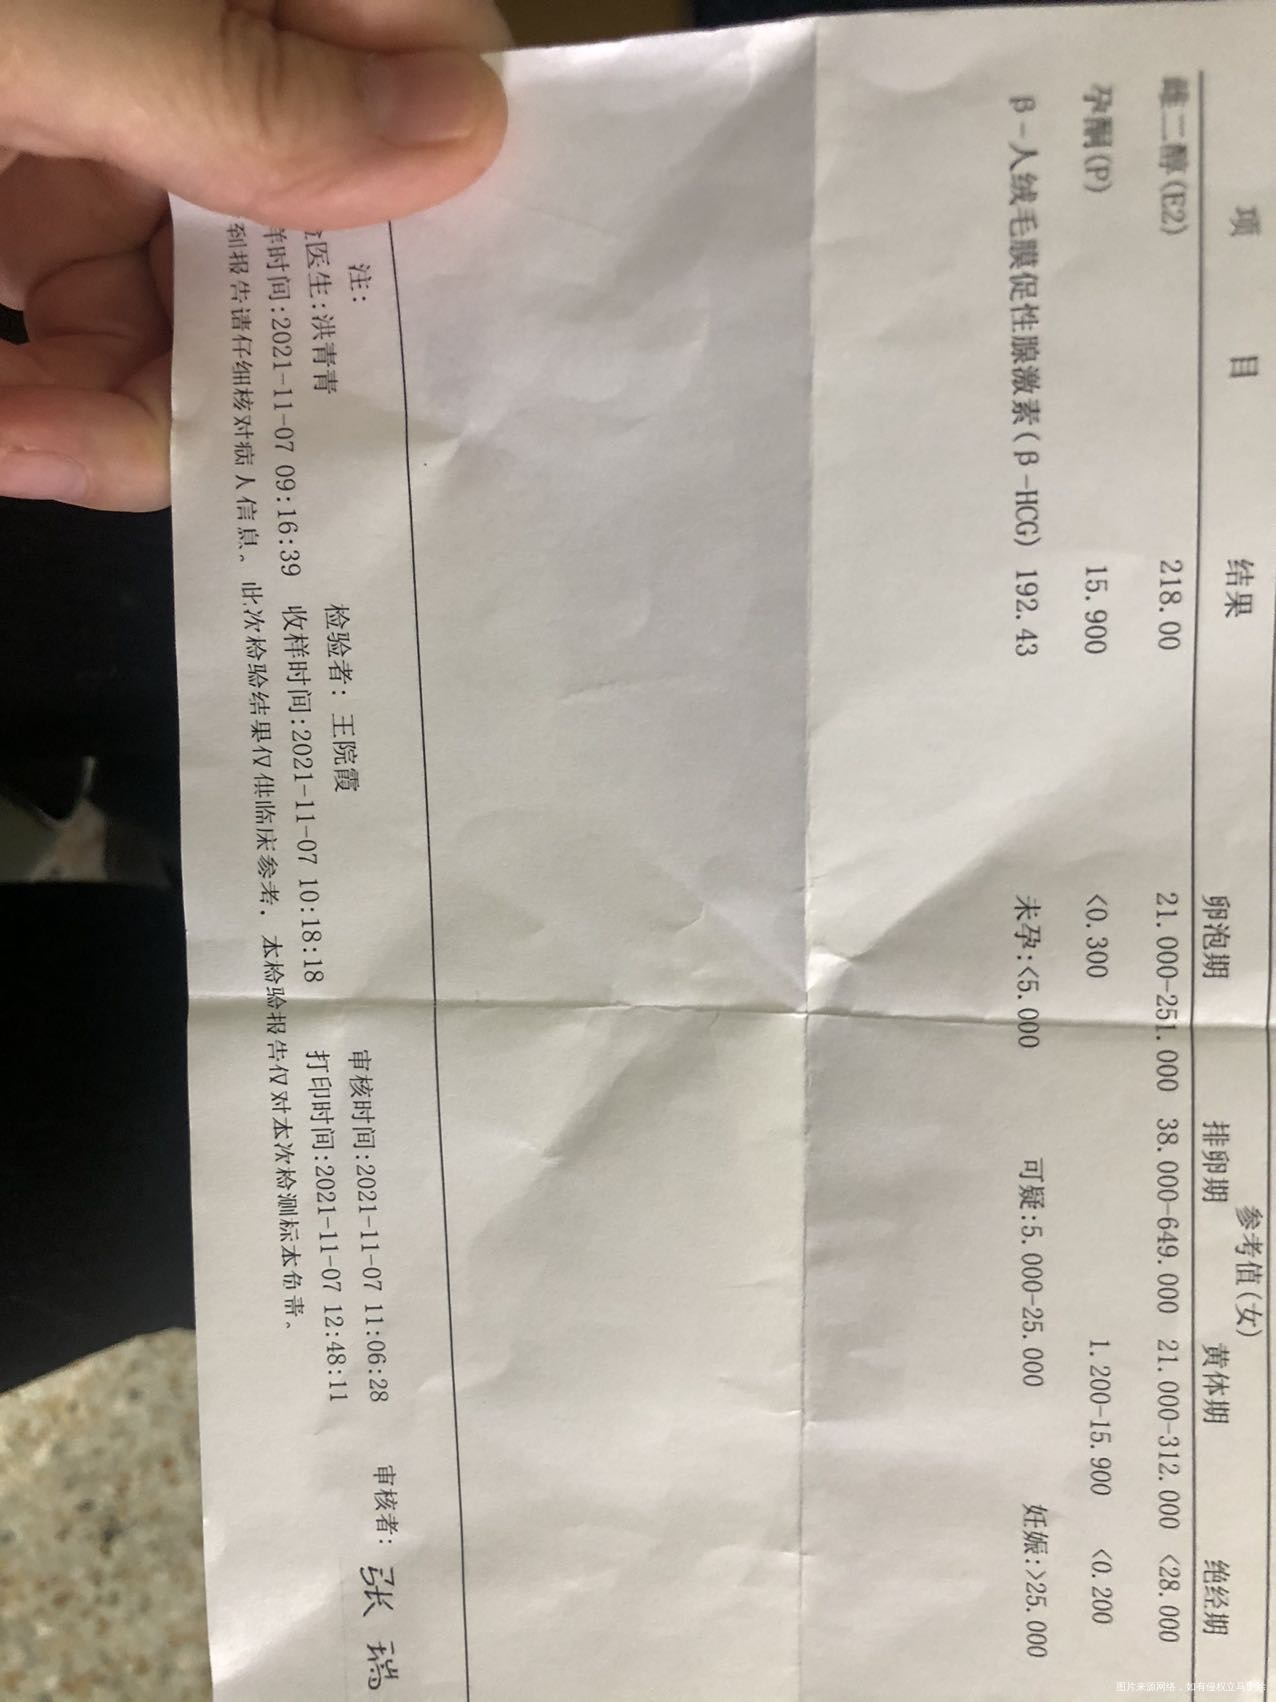 项 目 结果 参考值(女)
卵泡期 排卵期 黄体期 绝经期
雌二醇(E2) 218.00 21.000-251.000 38.000-649.000 21.000-312.000 <28.000
孕酮(P) 15.900 <0.300 1.200-15.900 <0.200
β-人绒毛膜促性腺激素(β-HCG) 192.43 未孕:<5.000 可疑:5.000-25.000 妊娠:>25.000
注:
医生:洪青青 检验者: 王院霞 审核时间:2021-11-07 11:06:28 审核者: 张瑞
样时间:2021-11-07 09:16:39 收样时间:2021-11-07 10:18:18 打印时间:2021-11-07 12:48:11
到报告请仔细核对病人信息。此次检验结果仅供临床参考. 本检验报告仅对本次检测标本负责。
图片来源网络，如有侵权立马删除